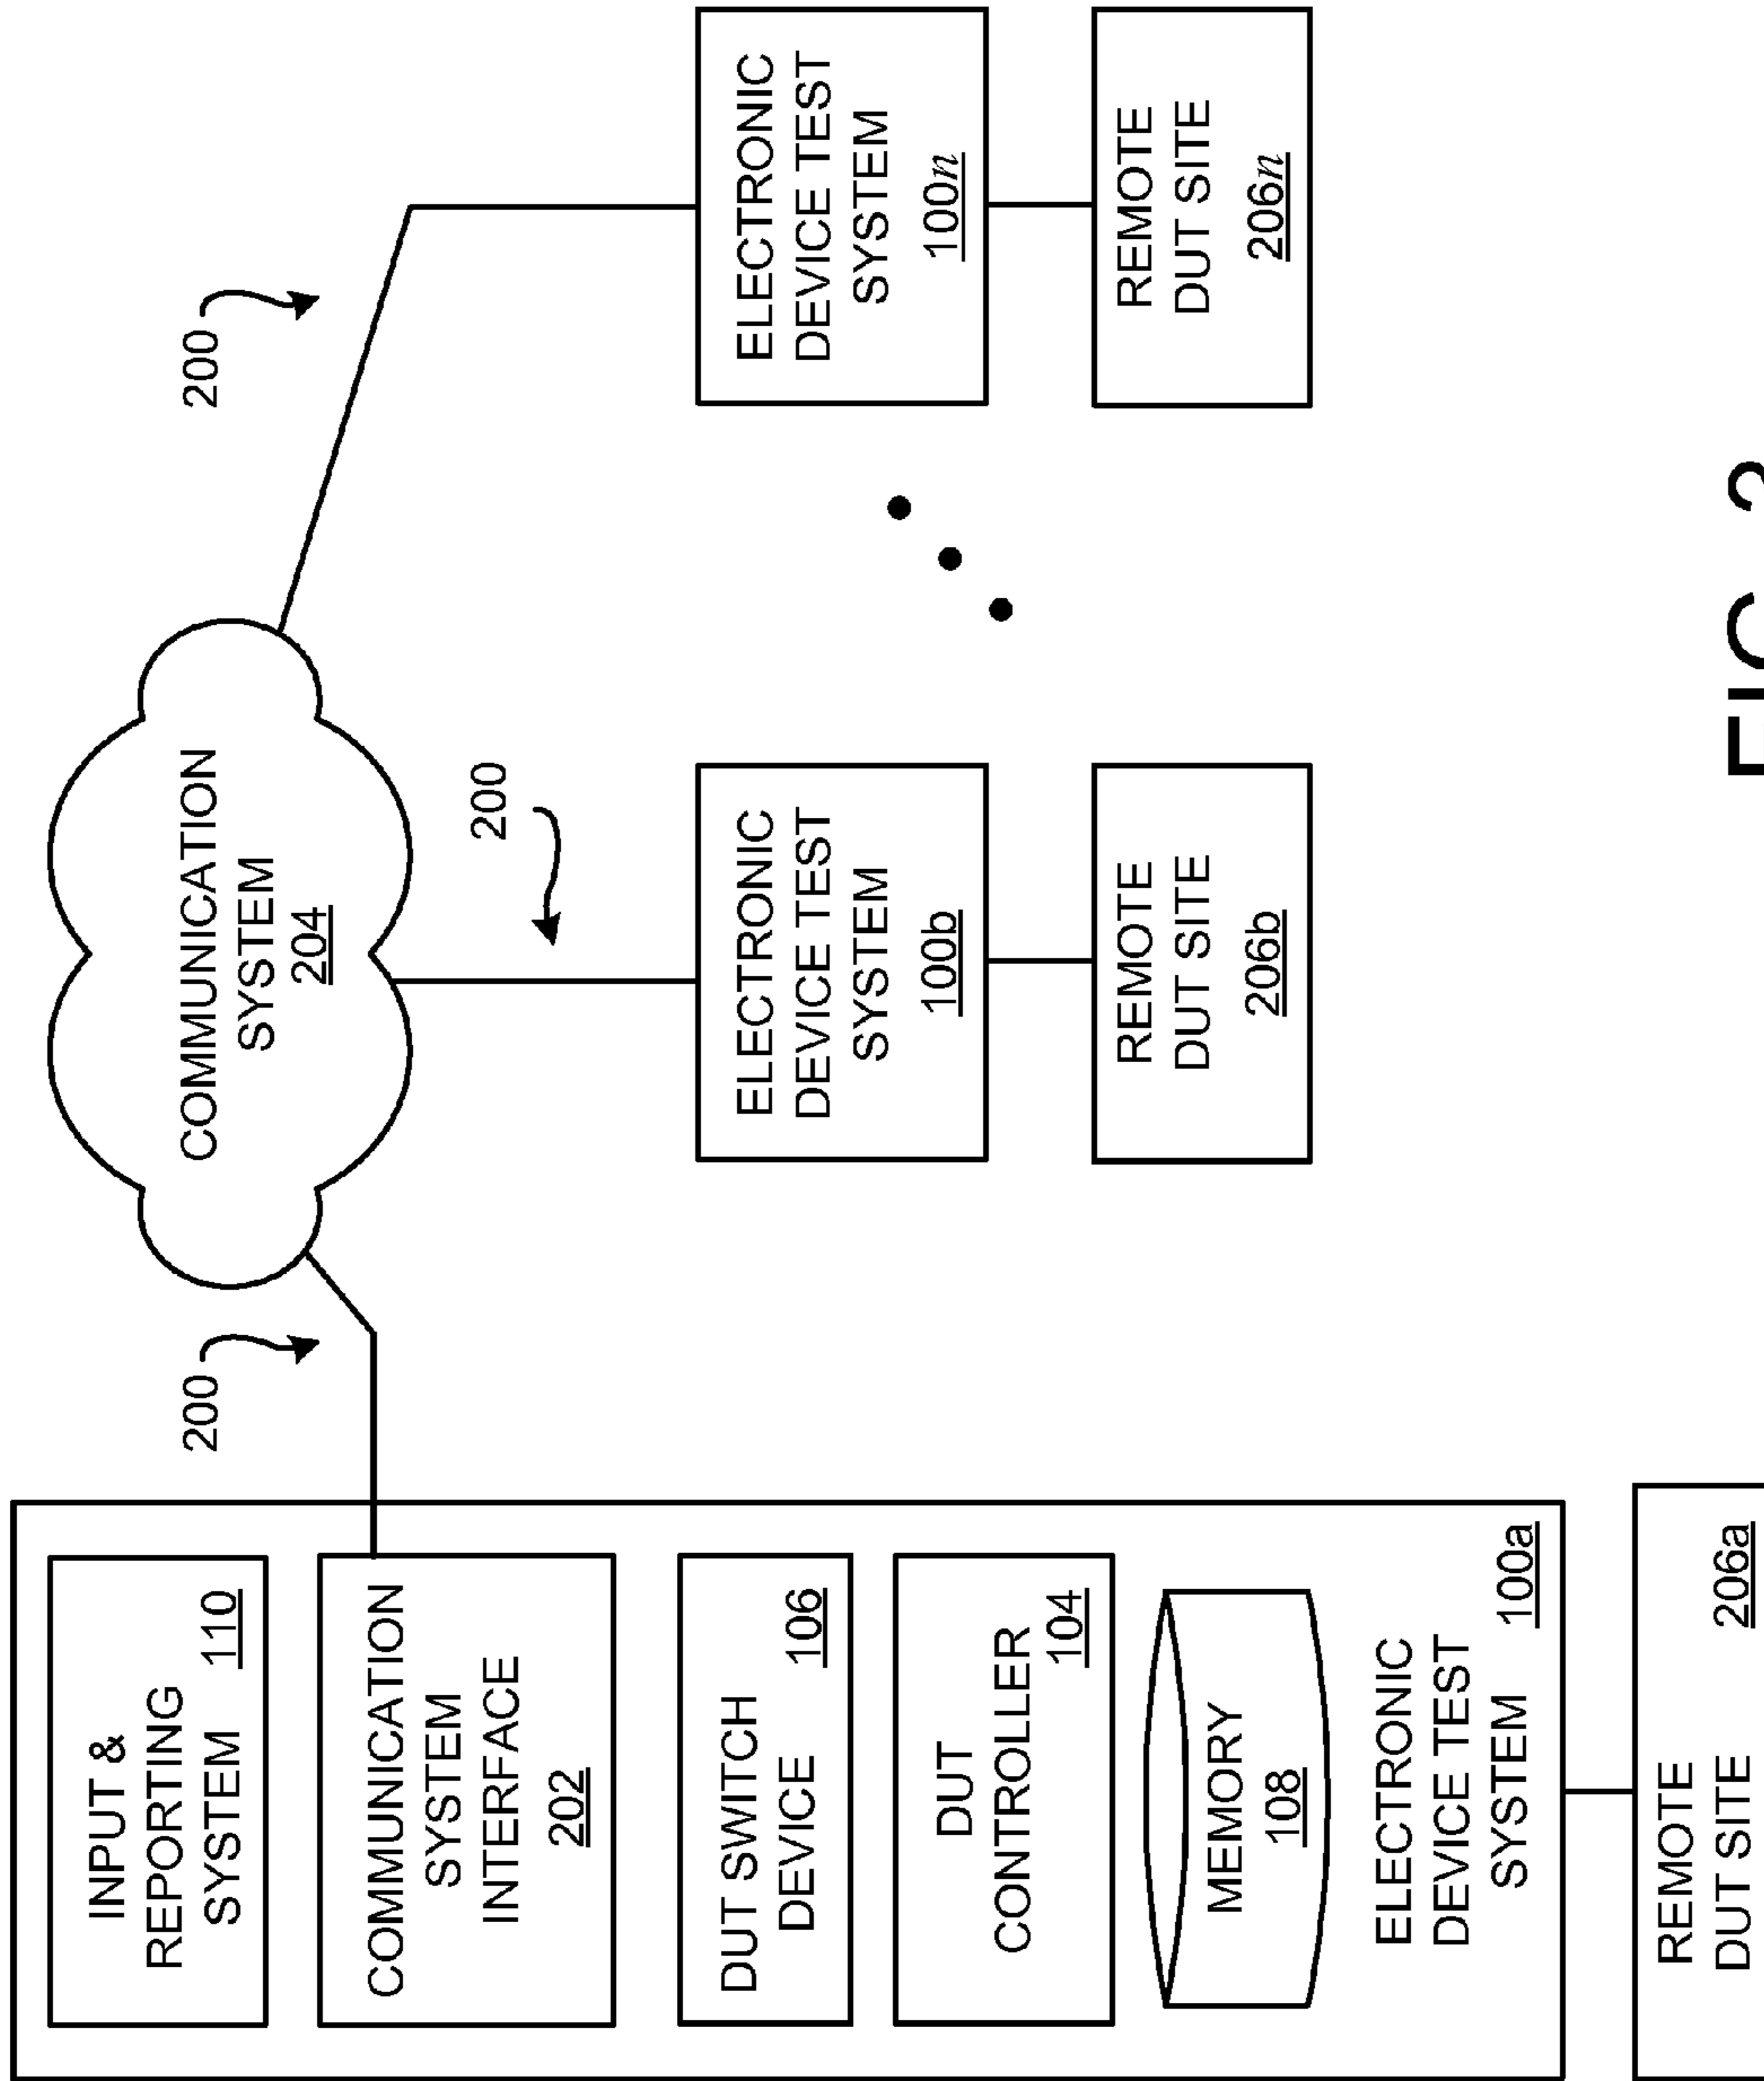 INPUT &
REPORTING
SYSTEM 110
COMMUNICATION
SYSTEM
INTERFACE
202
DUT SWITCH
DEVICE 106
DUT
CONTROLLER
104
MEMORY
108
ELECTRONIC
DEVICE TEST
SYSTEM
100a
REMOTE
DUT SITE 206a
200
COMMUNICATION
SYSTEM
204
200
ELECTRONIC
DEVICE TEST
SYSTEM
100b
REMOTE
DUT SITE
206b
200
ELECTRONIC
DEVICE TEST
SYSTEM
100n
REMOTE
DUT SITE
206n